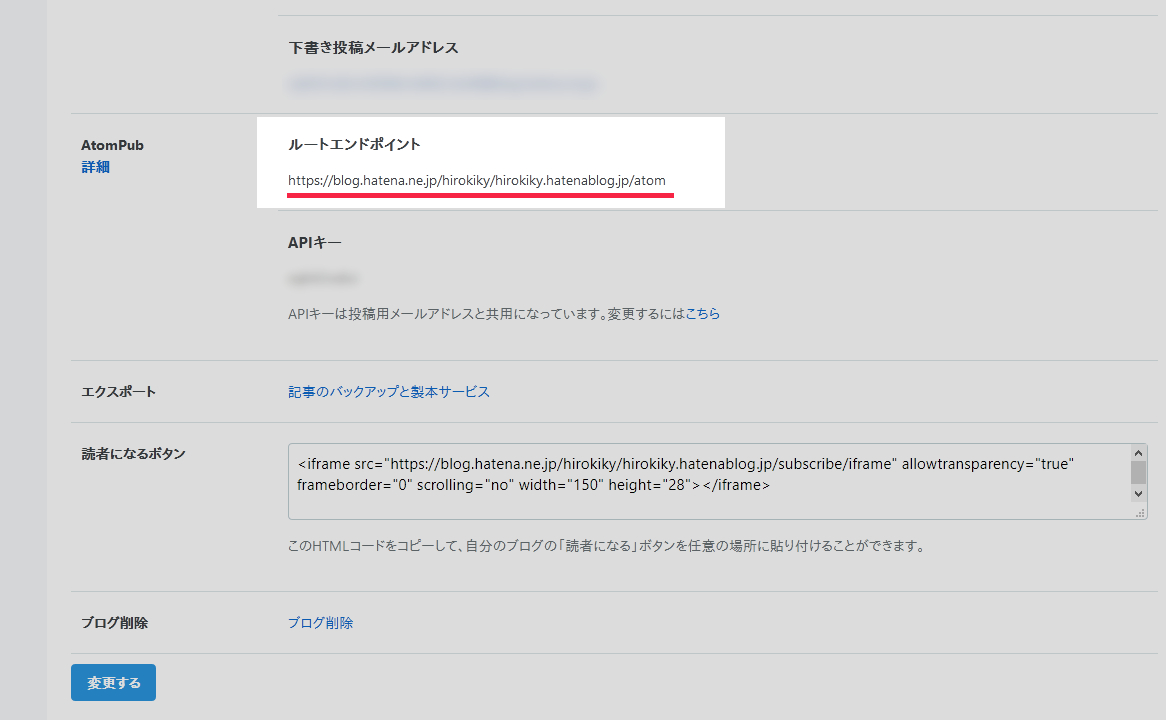 下書き投稿メールアドレス
AtomPub
詳細
ルートエンドポイント
https://blog.hatena.ne.jp/hirokiky/hirokiky.hatenablog.jp/atom
APIキー
APIキーは投稿用メールアドレスと共用になっています。変更するにはこちら
エクスポート
記事のバックアップと製本サービス
読者になるボタン
<iframe src="https://blog.hatena.ne.jp/hirokiky/hirokiky.hatenablog.jp/subscribe/iframe" allowtransparency="true"
frameborder="0" scrolling="no" width="150" height="28"></iframe>
このHTMLコードをコピーして、自分のブログの「読者になる」ボタンを任意の場所に貼り付けることができます。
ブログ削除
ブログ削除
変更する